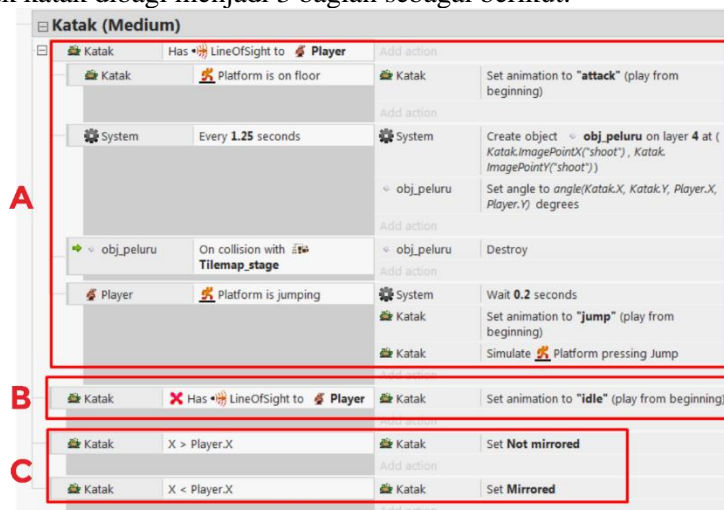 k katak dibagi menjadi 3 bagian sebagai berikut.
Katak (Medium)
Katak Has LineOfSight to Player Add action
Katak Platform is on floor Katak Set animation to "attack" (play from
beginning)
Add action
System Every 1.25 seconds System Create object obj_peluru on layer 4 at (
Katak.ImagePointX("shoot") , Katak.
ImagePointY("shoot") )
obj_peluru Set angle to angle(Katak.X, Katak.Y, Player.X,
Player.Y) degrees
Add action
A
obj_peluru On collision with obj_peluru Destroy
Tilemap_stage
Add action
Player Platform is jumping System Wait 0.2 seconds
Katak Set animation to "jump" (play from
beginning)
Katak Simulate Platform pressing Jump
Add action
B
Katak Has LineOfSight to Player Katak Set animation to "idle" (play from beginning)
Add action
C
Katak X > Player.X Katak Set Not mirrored
Add action
Katak X < Player.X Katak Set Mirrored
Add action